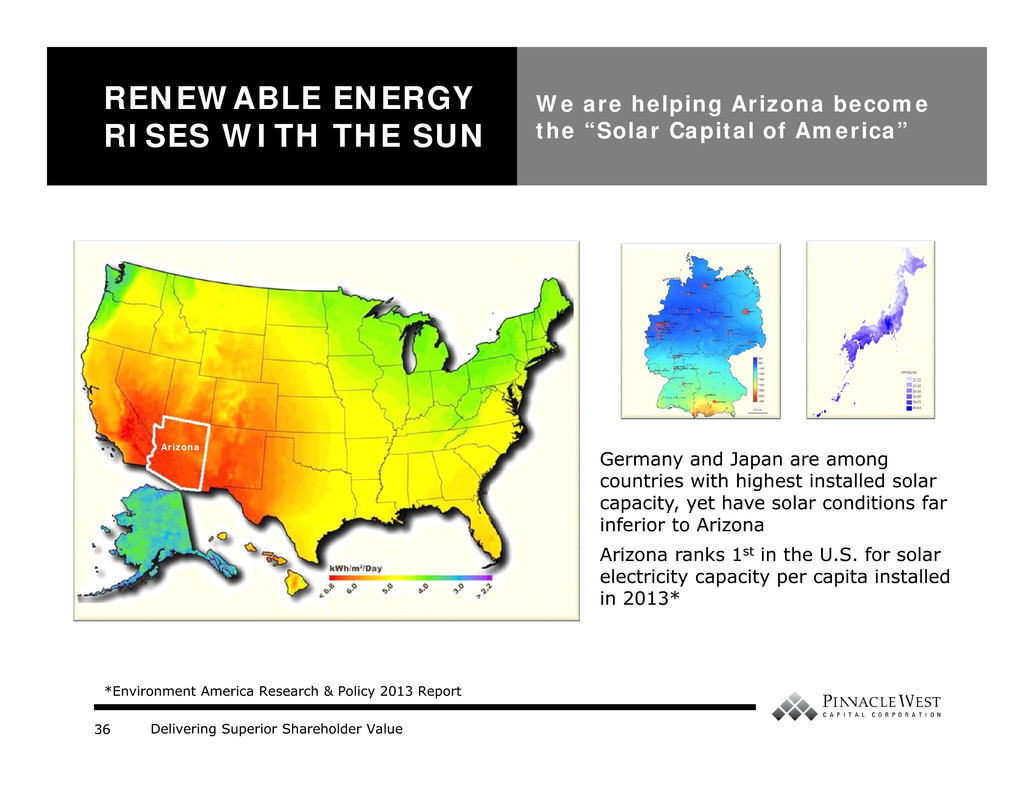 RENEWABLE ENERGY
RISES WITH THE SUN
We are helping Arizona become
the “Solar Capital of America”
Arizona
kWh/m²/Day
< 6.8 6.0 5.0 4.0 3.0 > 2.2
Germany and Japan are among
countries with highest installed solar
capacity, yet have solar conditions far
inferior to Arizona
Arizona ranks 1st in the U.S. for solar
electricity capacity per capita installed
in 2013*
*Environment America Research & Policy 2013 Report
PINNACLE WEST
CAPITAL CORPORATION
36 Delivering Superior Shareholder Value